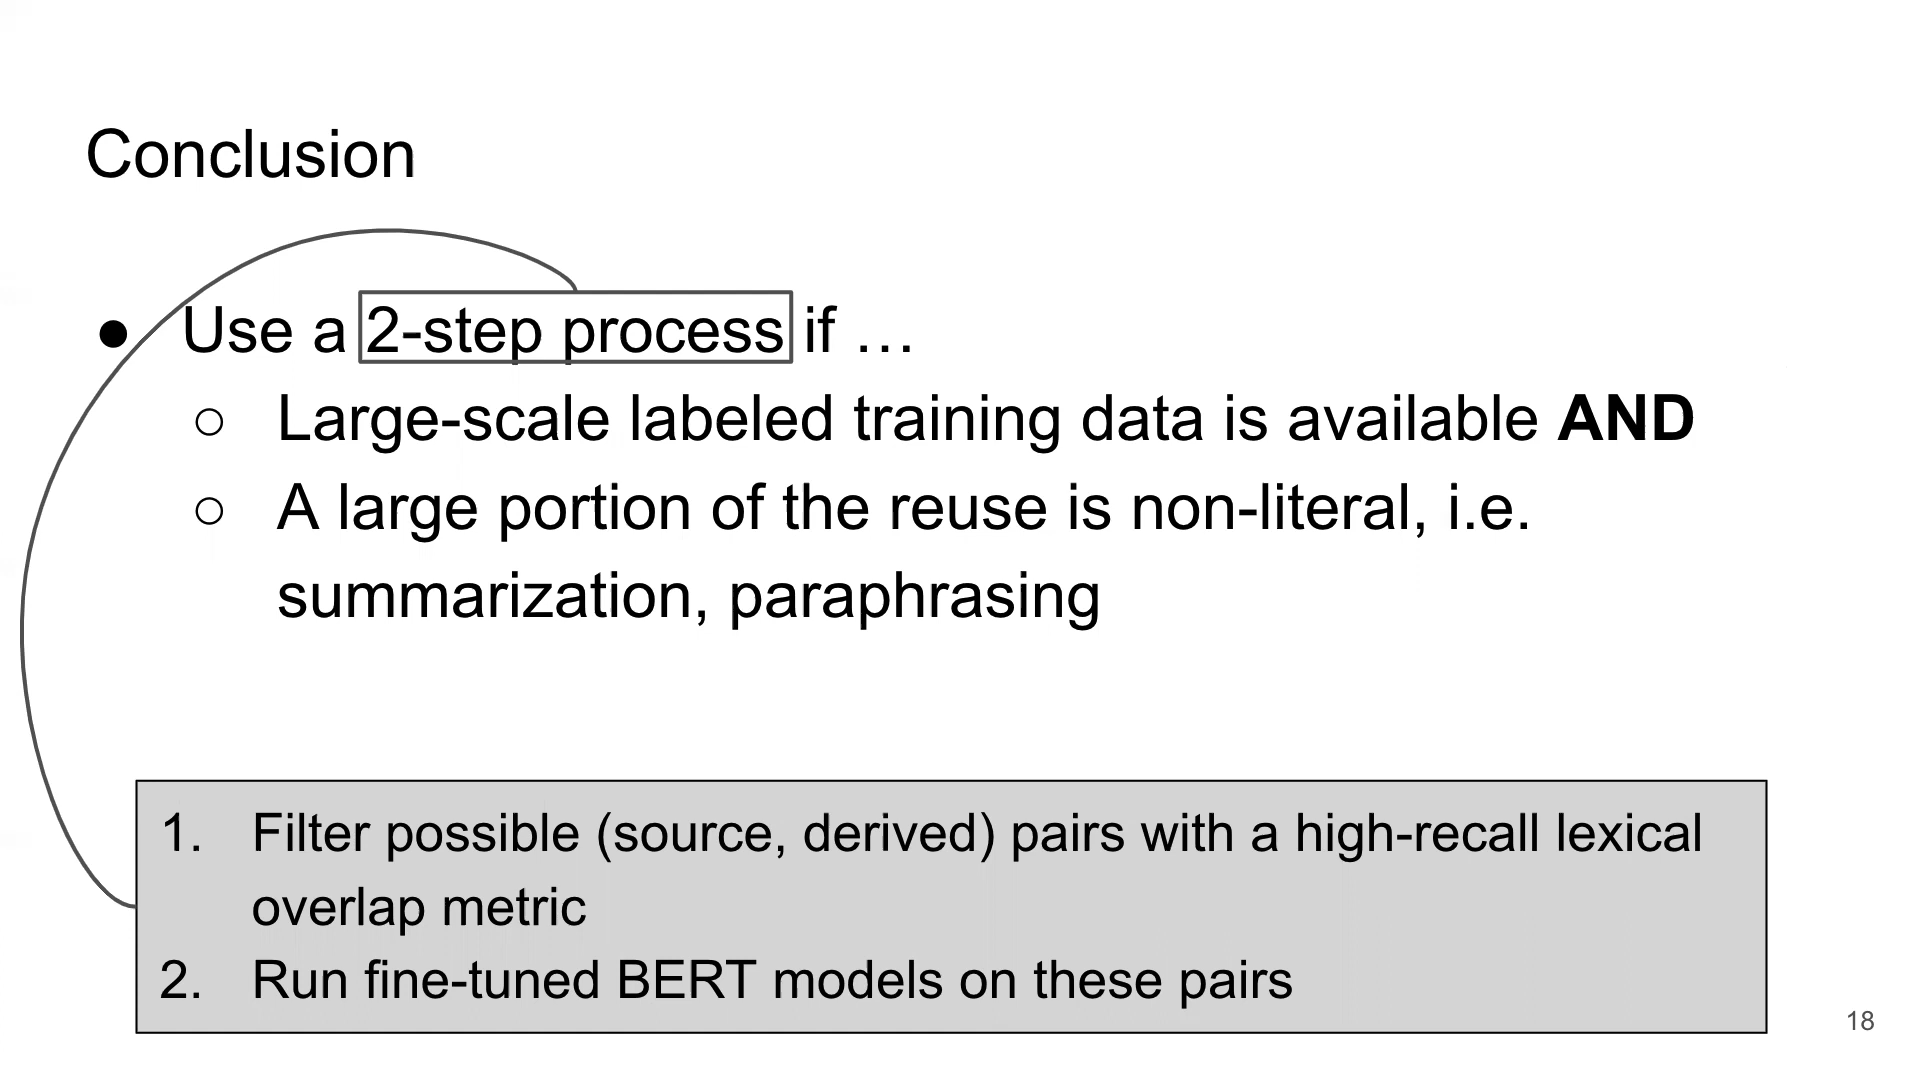 Conclusion
● Use a 2-step process if …
○ Large-scale labeled training data is available AND
○ A large portion of the reuse is non-literal, i.e.
summarization, paraphrasing
1. Filter possible (source, derived) pairs with a high-recall lexical
overlap metric
2. Run fine-tuned BERT models on these pairs
18